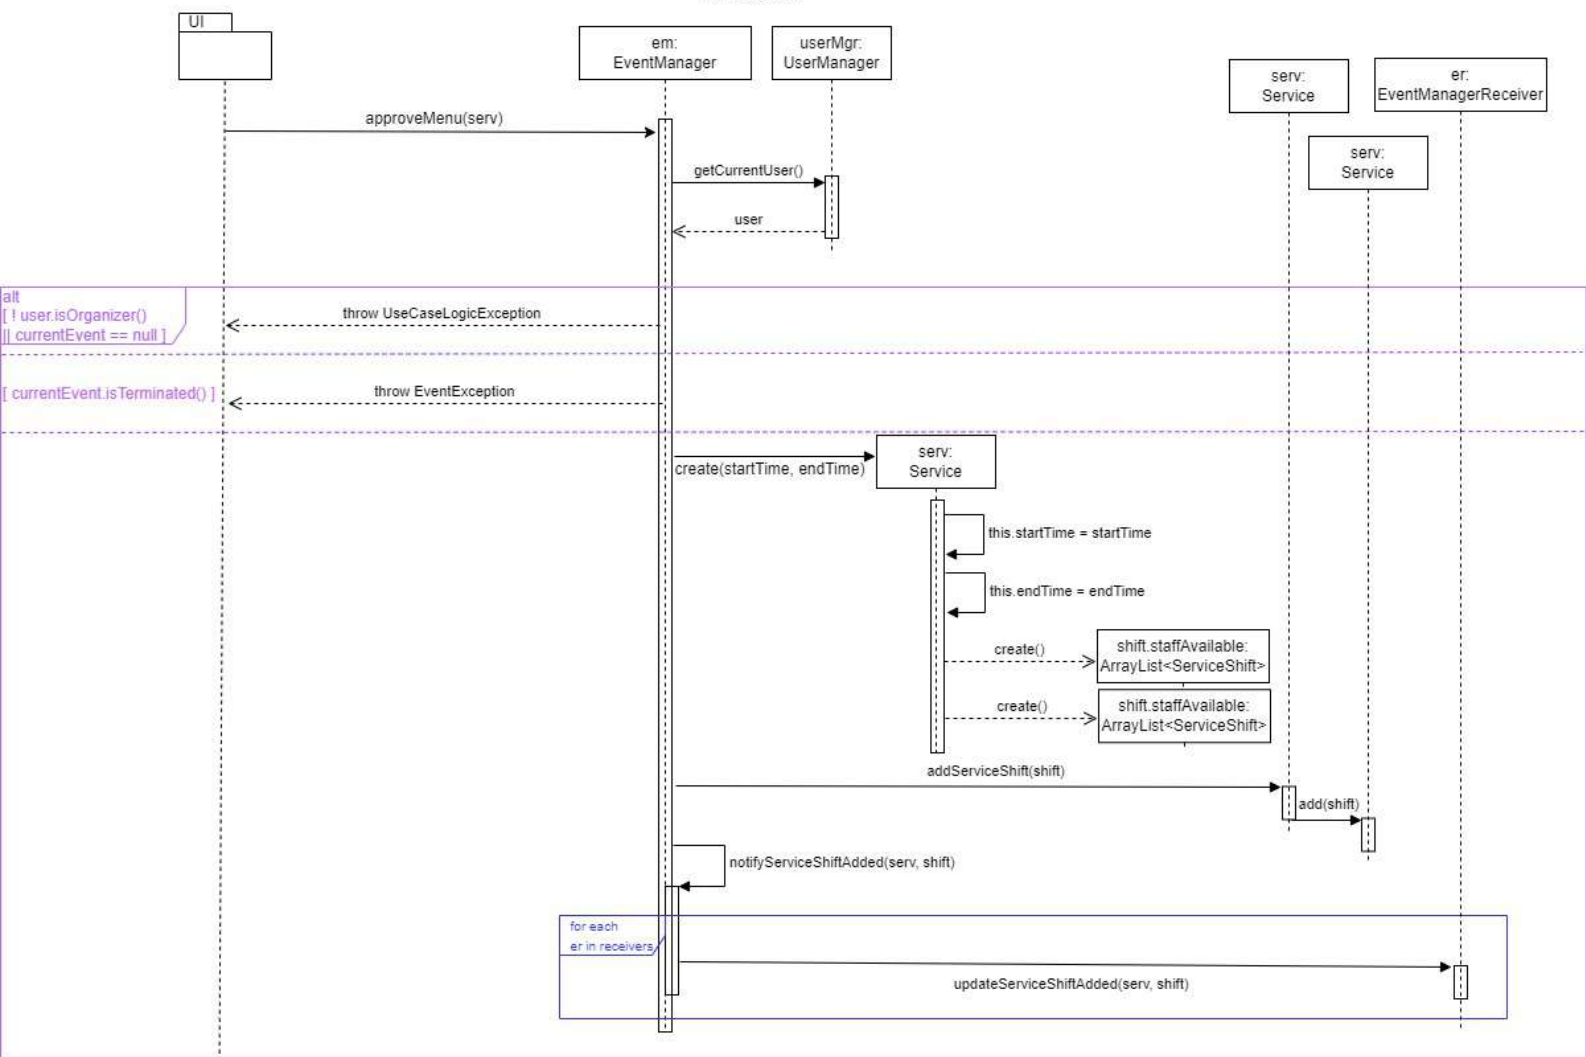 UI
em:
EventManager
userMgr:
UserManager
serv:
Service
er:
EventManagerReceiver
serv:
Service
approveMenu(serv)
getCurrentUser()
user
alt
[ ! user.isOrganizer()
|| currentEvent == null ]
throw UseCaseLogicException
[ currentEvent.isTerminated() ]
throw EventException
serv:
Service
create(startTime, endTime)
this.startTime = startTime
this.endTime = endTime
create()
shift.staffAvailable:
ArrayList<ServiceShift>
create()
shift.staffAvailable:
ArrayList<ServiceShift>
addServiceShift(shift)
add(shift)
notifyServiceShiftAdded(serv, shift)
for each
er in receivers
updateServiceShiftAdded(serv, shift)